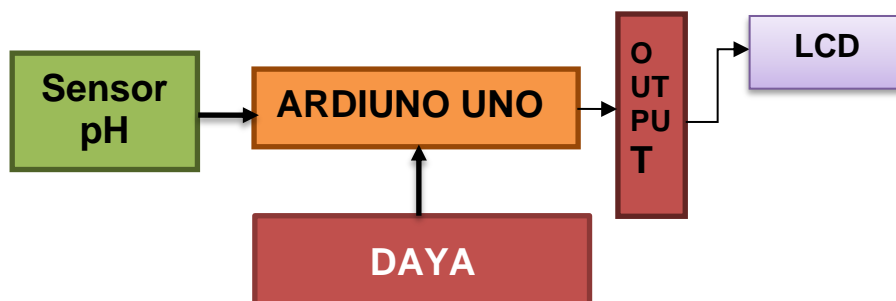 Sensor
pH
ARDIUNO UNO
O
UT
PU
T
LCD
DAYA